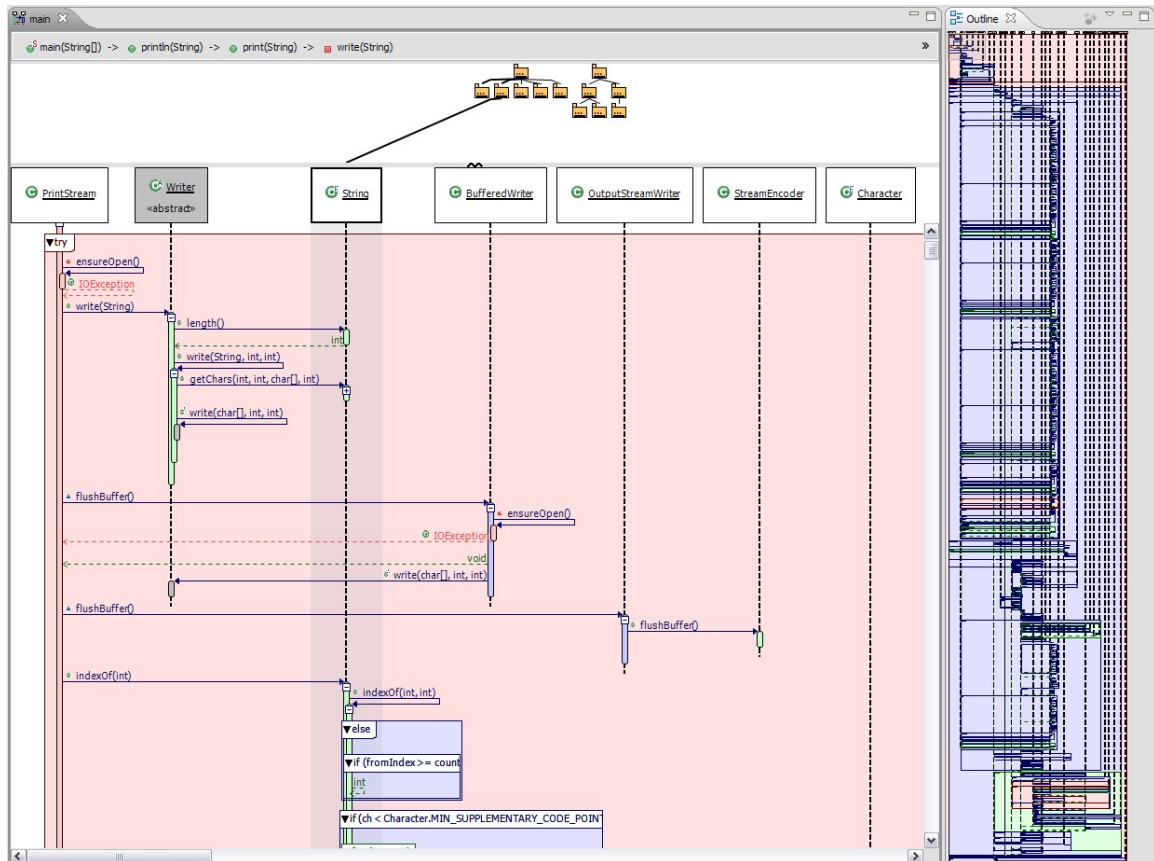 main
Outline
main(String[]) -> println(String) -> print(String) -> write(String)
»
PrintStream
Writer
«abstract»
String
BufferedWriter
OutputStreamWriter
StreamEncoder
Character
try
ensureOpen()
IOException
write(String)
length()
int
write(String, int, int)
getChars(int, int, char[], int)
write(char[], int, int)
flushBuffer()
ensureOpen()
IOException
void
write(char[], int, int)
flushBuffer()
flushBuffer()
indexOf(int)
indexOf(int, int)
else
if (fromIndex >= count
int
if (ch < Character.MIN_SUPPLEMENTARY_CODE_POINT